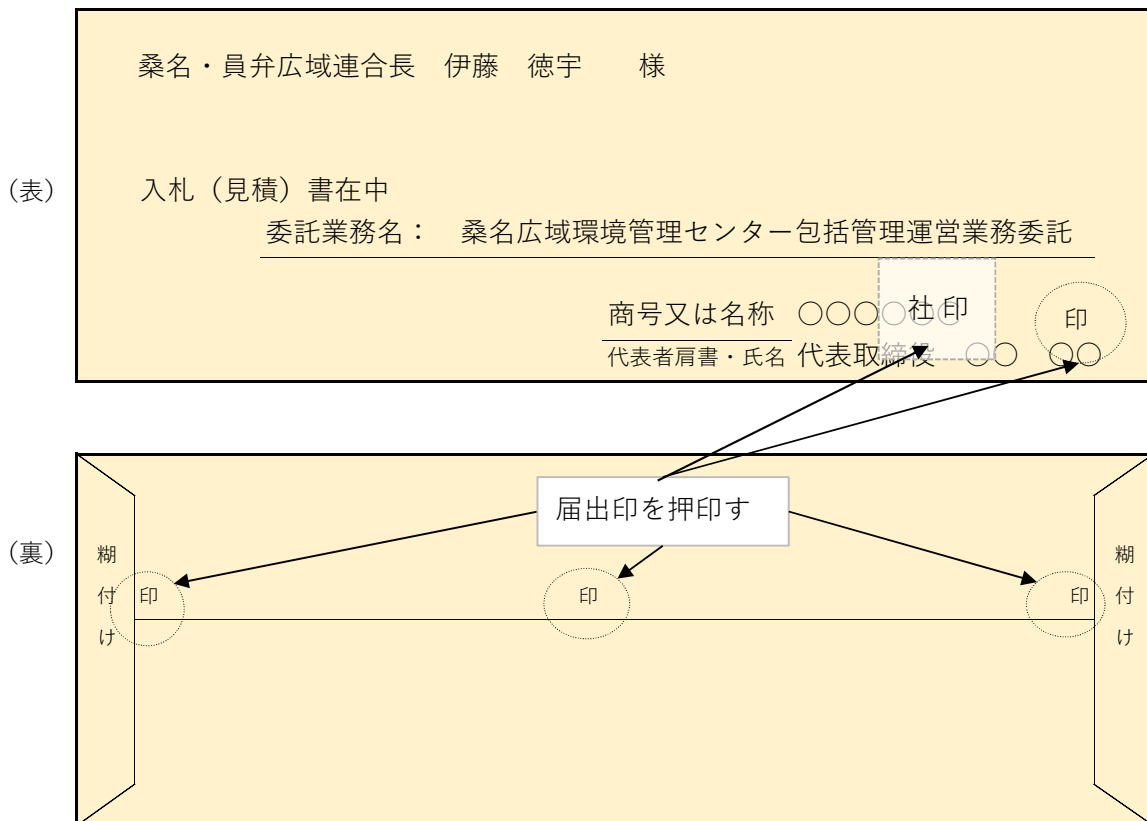 桑名・員弁広域連合長　伊藤　徳宇　　様
（表）
入札（見積）書在中
委託業務名：　桑名広域環境管理センター包括管理運営業務委託
商号又は名称　○○○○○○
社 印
印
代表者肩書・氏名 代表取締役　○○　○○
届出印を押印す
（裏）
糊付け
印
印
印
糊付け